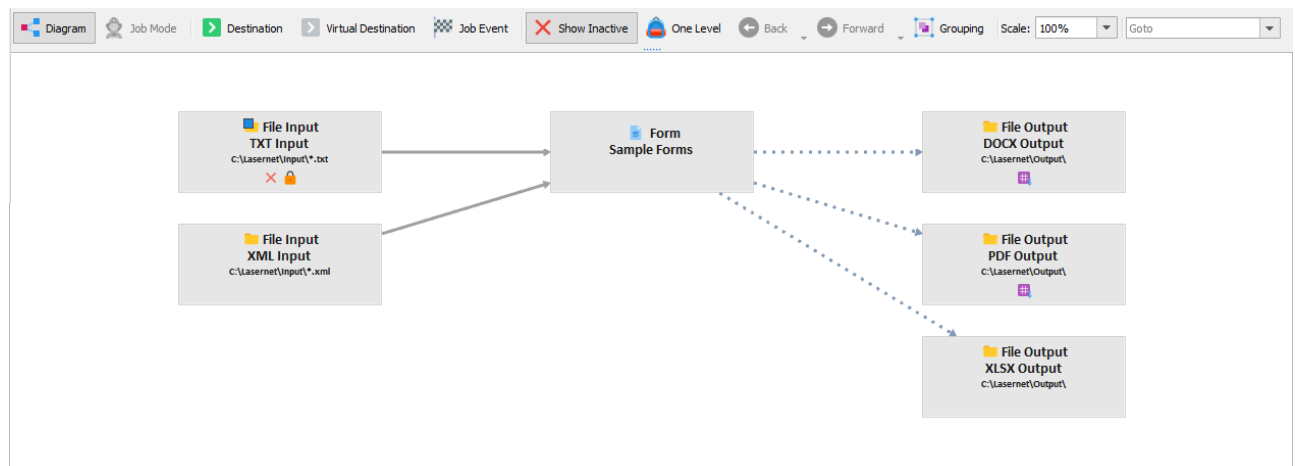 Diagram Job Mode Destination Virtual Destination Job Event Show Inactive One Level Back Forward Grouping Scale: 100% Goto
File Input
TXT Input
C:\Lasernet\Input\*.txt
File Input
XML Input
C:\Lasernet\Input\*.xml
Form
Sample Forms
File Output
DOCX Output
C:\Lasernet\Output\
File Output
PDF Output
C:\Lasernet\Output\
File Output
XLSX Output
C:\Lasernet\Output\